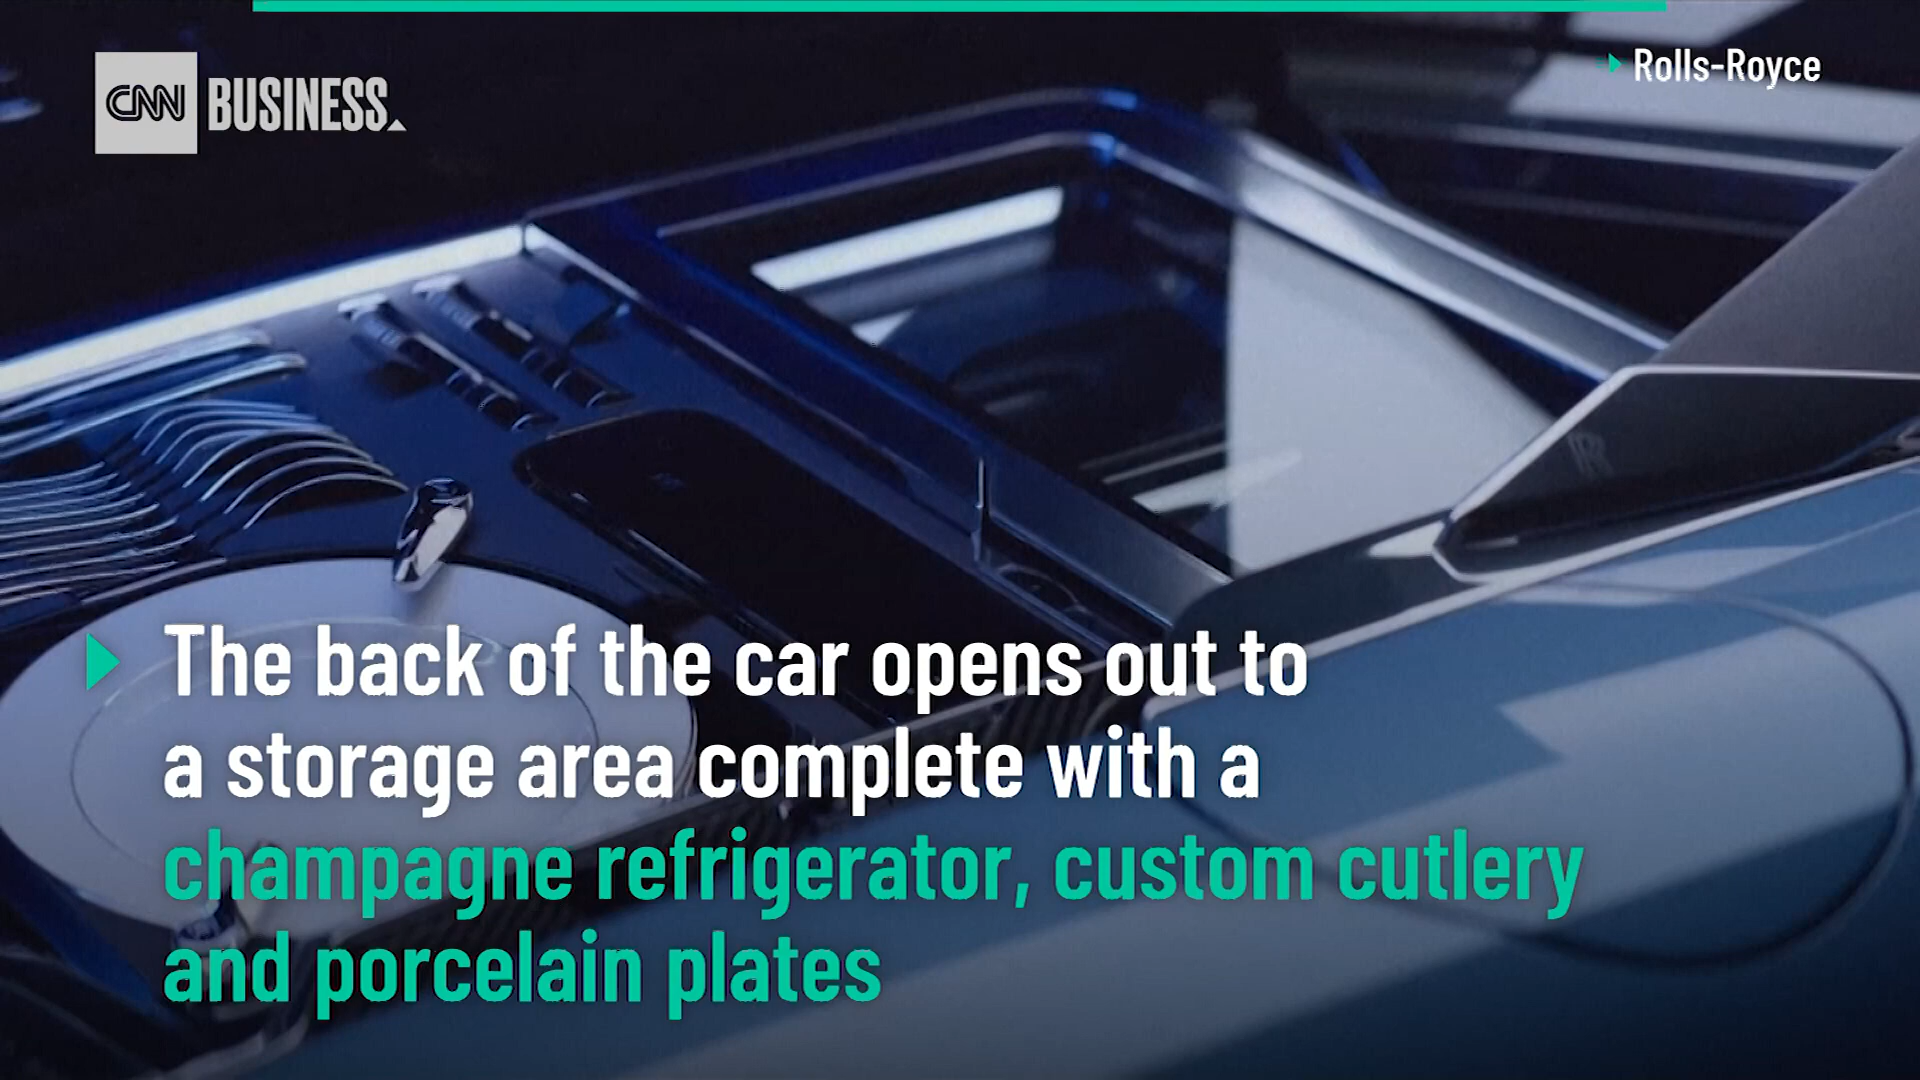 CNN BUSINESS
Rolls-Royce
The back of the car opens out to
a storage area complete with a
champagne refrigerator, custom cutlery
and porcelain plates